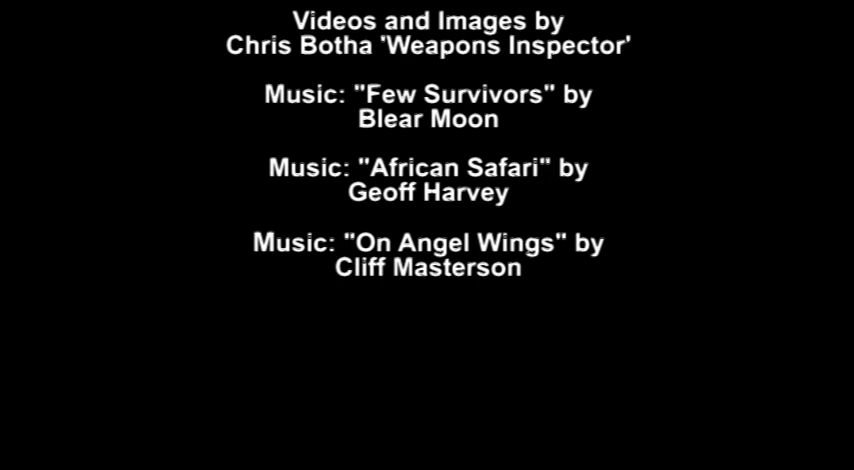 Videos and Images by
Chris Botha 'Weapons Inspector'
Music: "Few Survivors" by
Blear Moon
Music: "African Safari" by
Geoff Harvey
Music: "On Angel Wings" by
Cliff Masterson